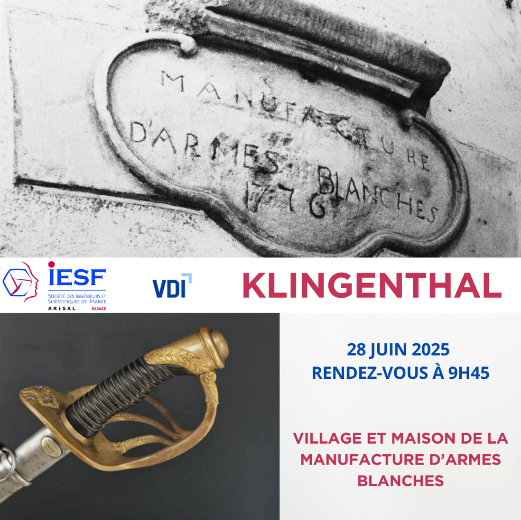 MANUFACTURE
D'ARMES BLANCHES
1776
iESF
SOCIÉTÉ DES INGÉNIEURS ET
SCIENTIFIQUES DE FRANCE
ARISAL ALSACE
VDI
KLINGENTHAL
28 JUIN 2025
RENDEZ-VOUS À 9H45
VILLAGE ET MAISON DE LA
MANUFACTURE D'ARMES
BLANCHES